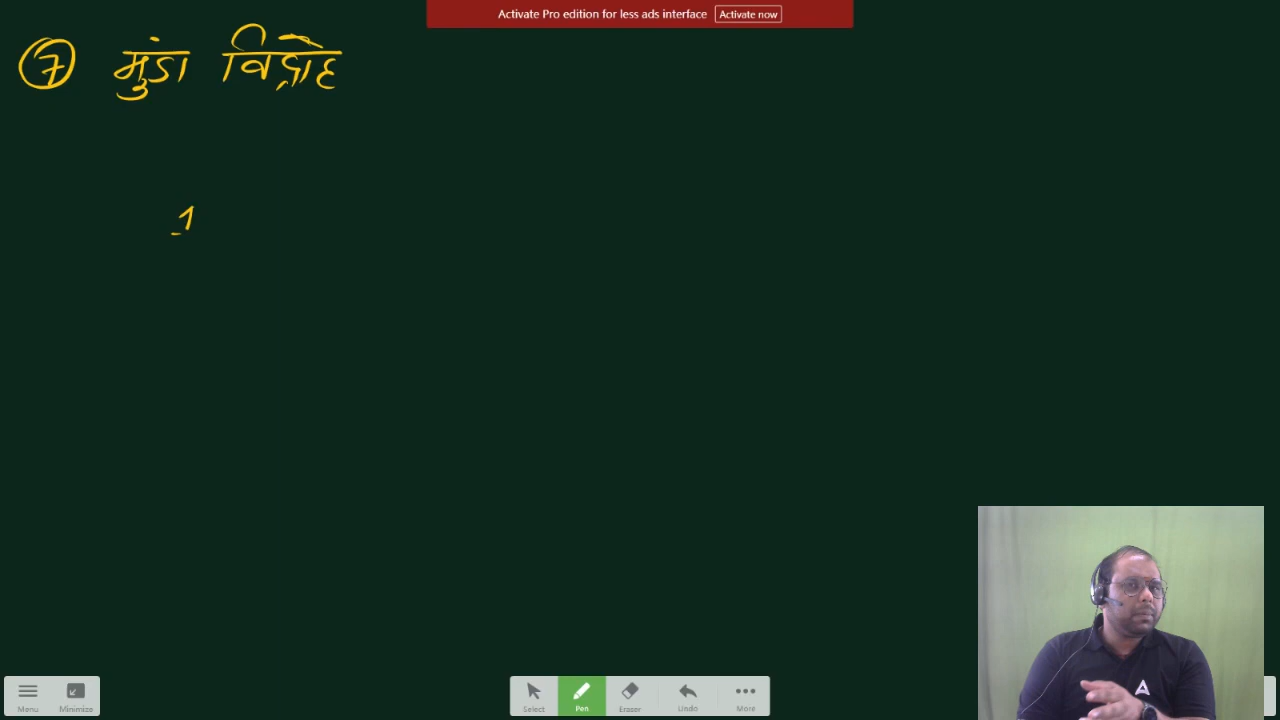 Activate Pro edition for less ads interface Activate now
7 मुंडा विद्रोह
1
Menu Minimize Select Pen Eraser Undo More